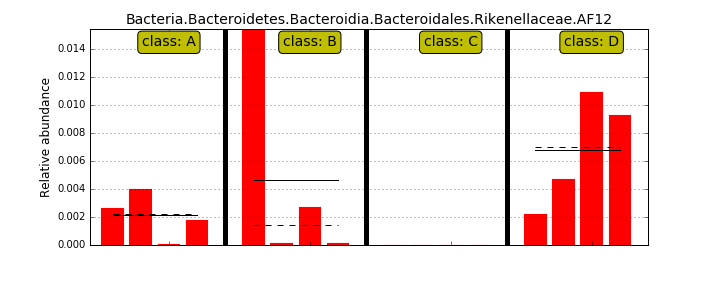 Bacteria.Bacteroidetes.Bacteroidia.Bacteroidales.Rikenellaceae.AF12
class: A class: B class: C class: D
Relative abundance
0.014
0.012
0.010
0.008
0.006
0.004
0.002
0.000